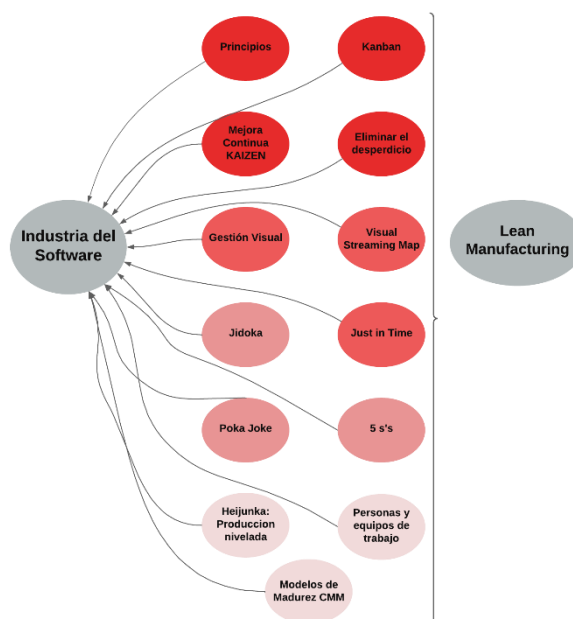 Principios
Kanban
Mejora
Continua
KAIZEN
Eliminar el
desperdicio
Industria del
Software
Gestión Visual
Visual
Streaming Map
Lean
Manufacturing
Jidoka
Just in Time
Poka Joke
5 s's
Heijunka:
Produccion
nivelada
Personas y
equipos de
trabajo
Modelos de
Madurez CMM